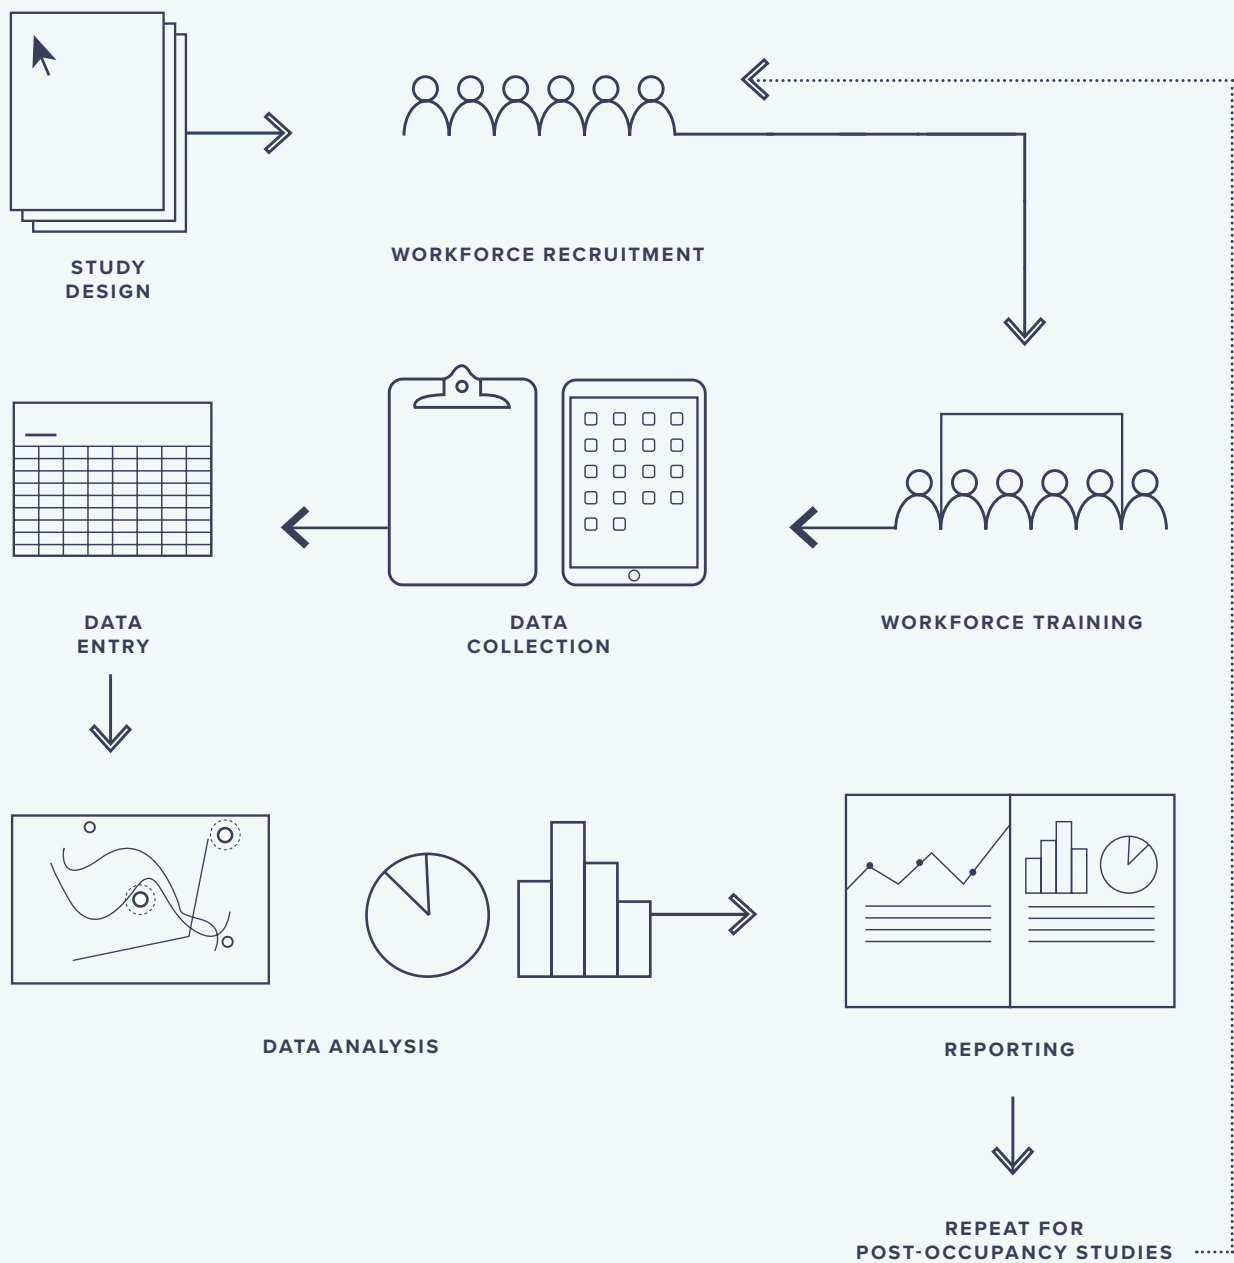 STUDY
DESIGN
WORKFORCE RECRUITMENT
WORKFORCE TRAINING
DATA
COLLECTION
DATA
ENTRY
DATA ANALYSIS
REPORTING
REPEAT FOR
POST-OCCUPANCY STUDIES